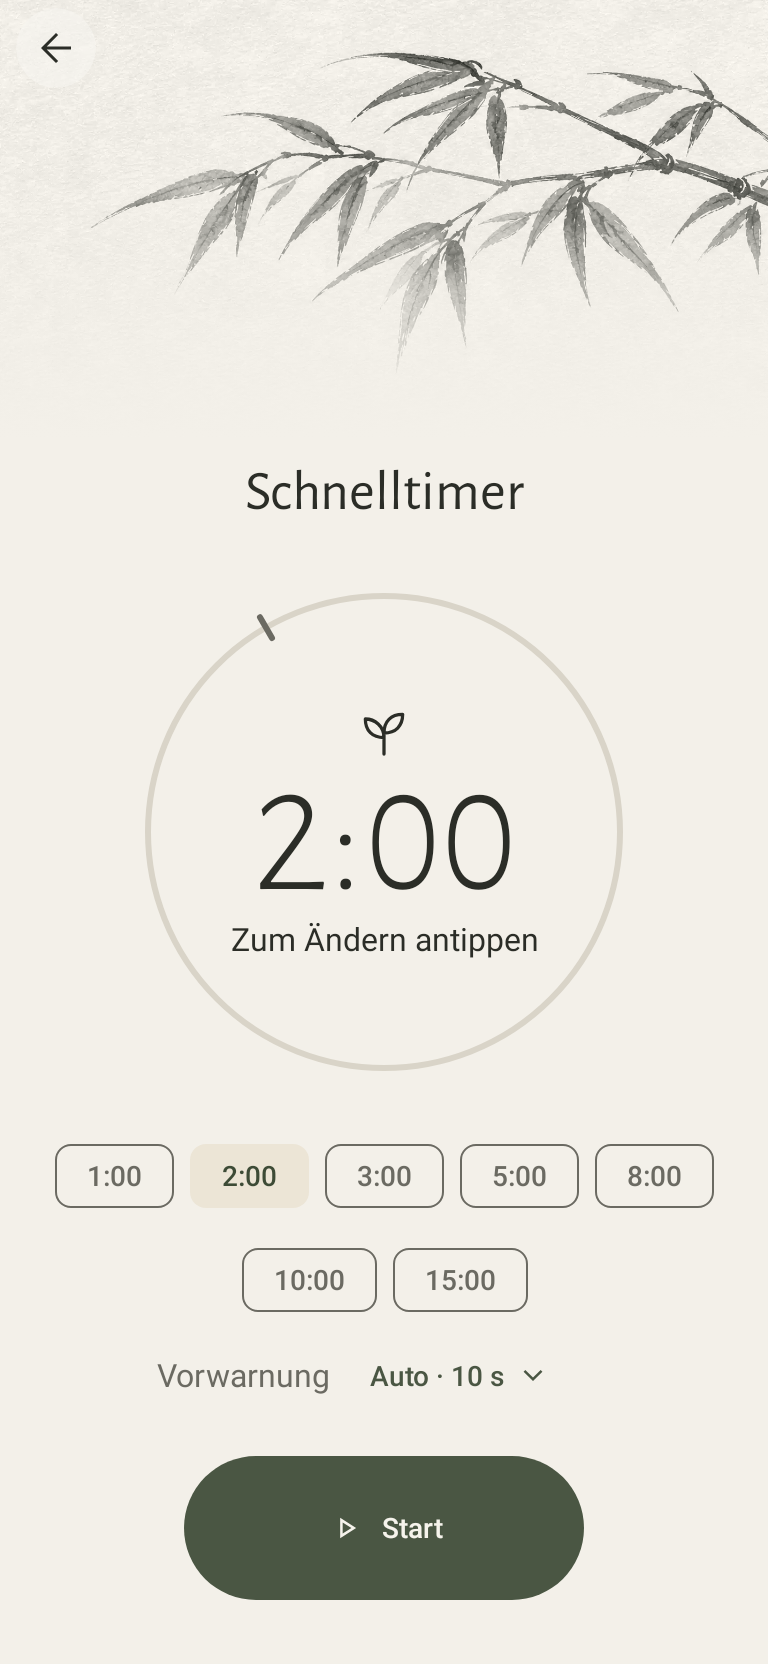 Schnelltimer
2:00
Zum Ändern antippen
1:00 2:00 3:00 5:00 8:00
10:00 15:00
Vorwarnung Auto · 10 s
Start